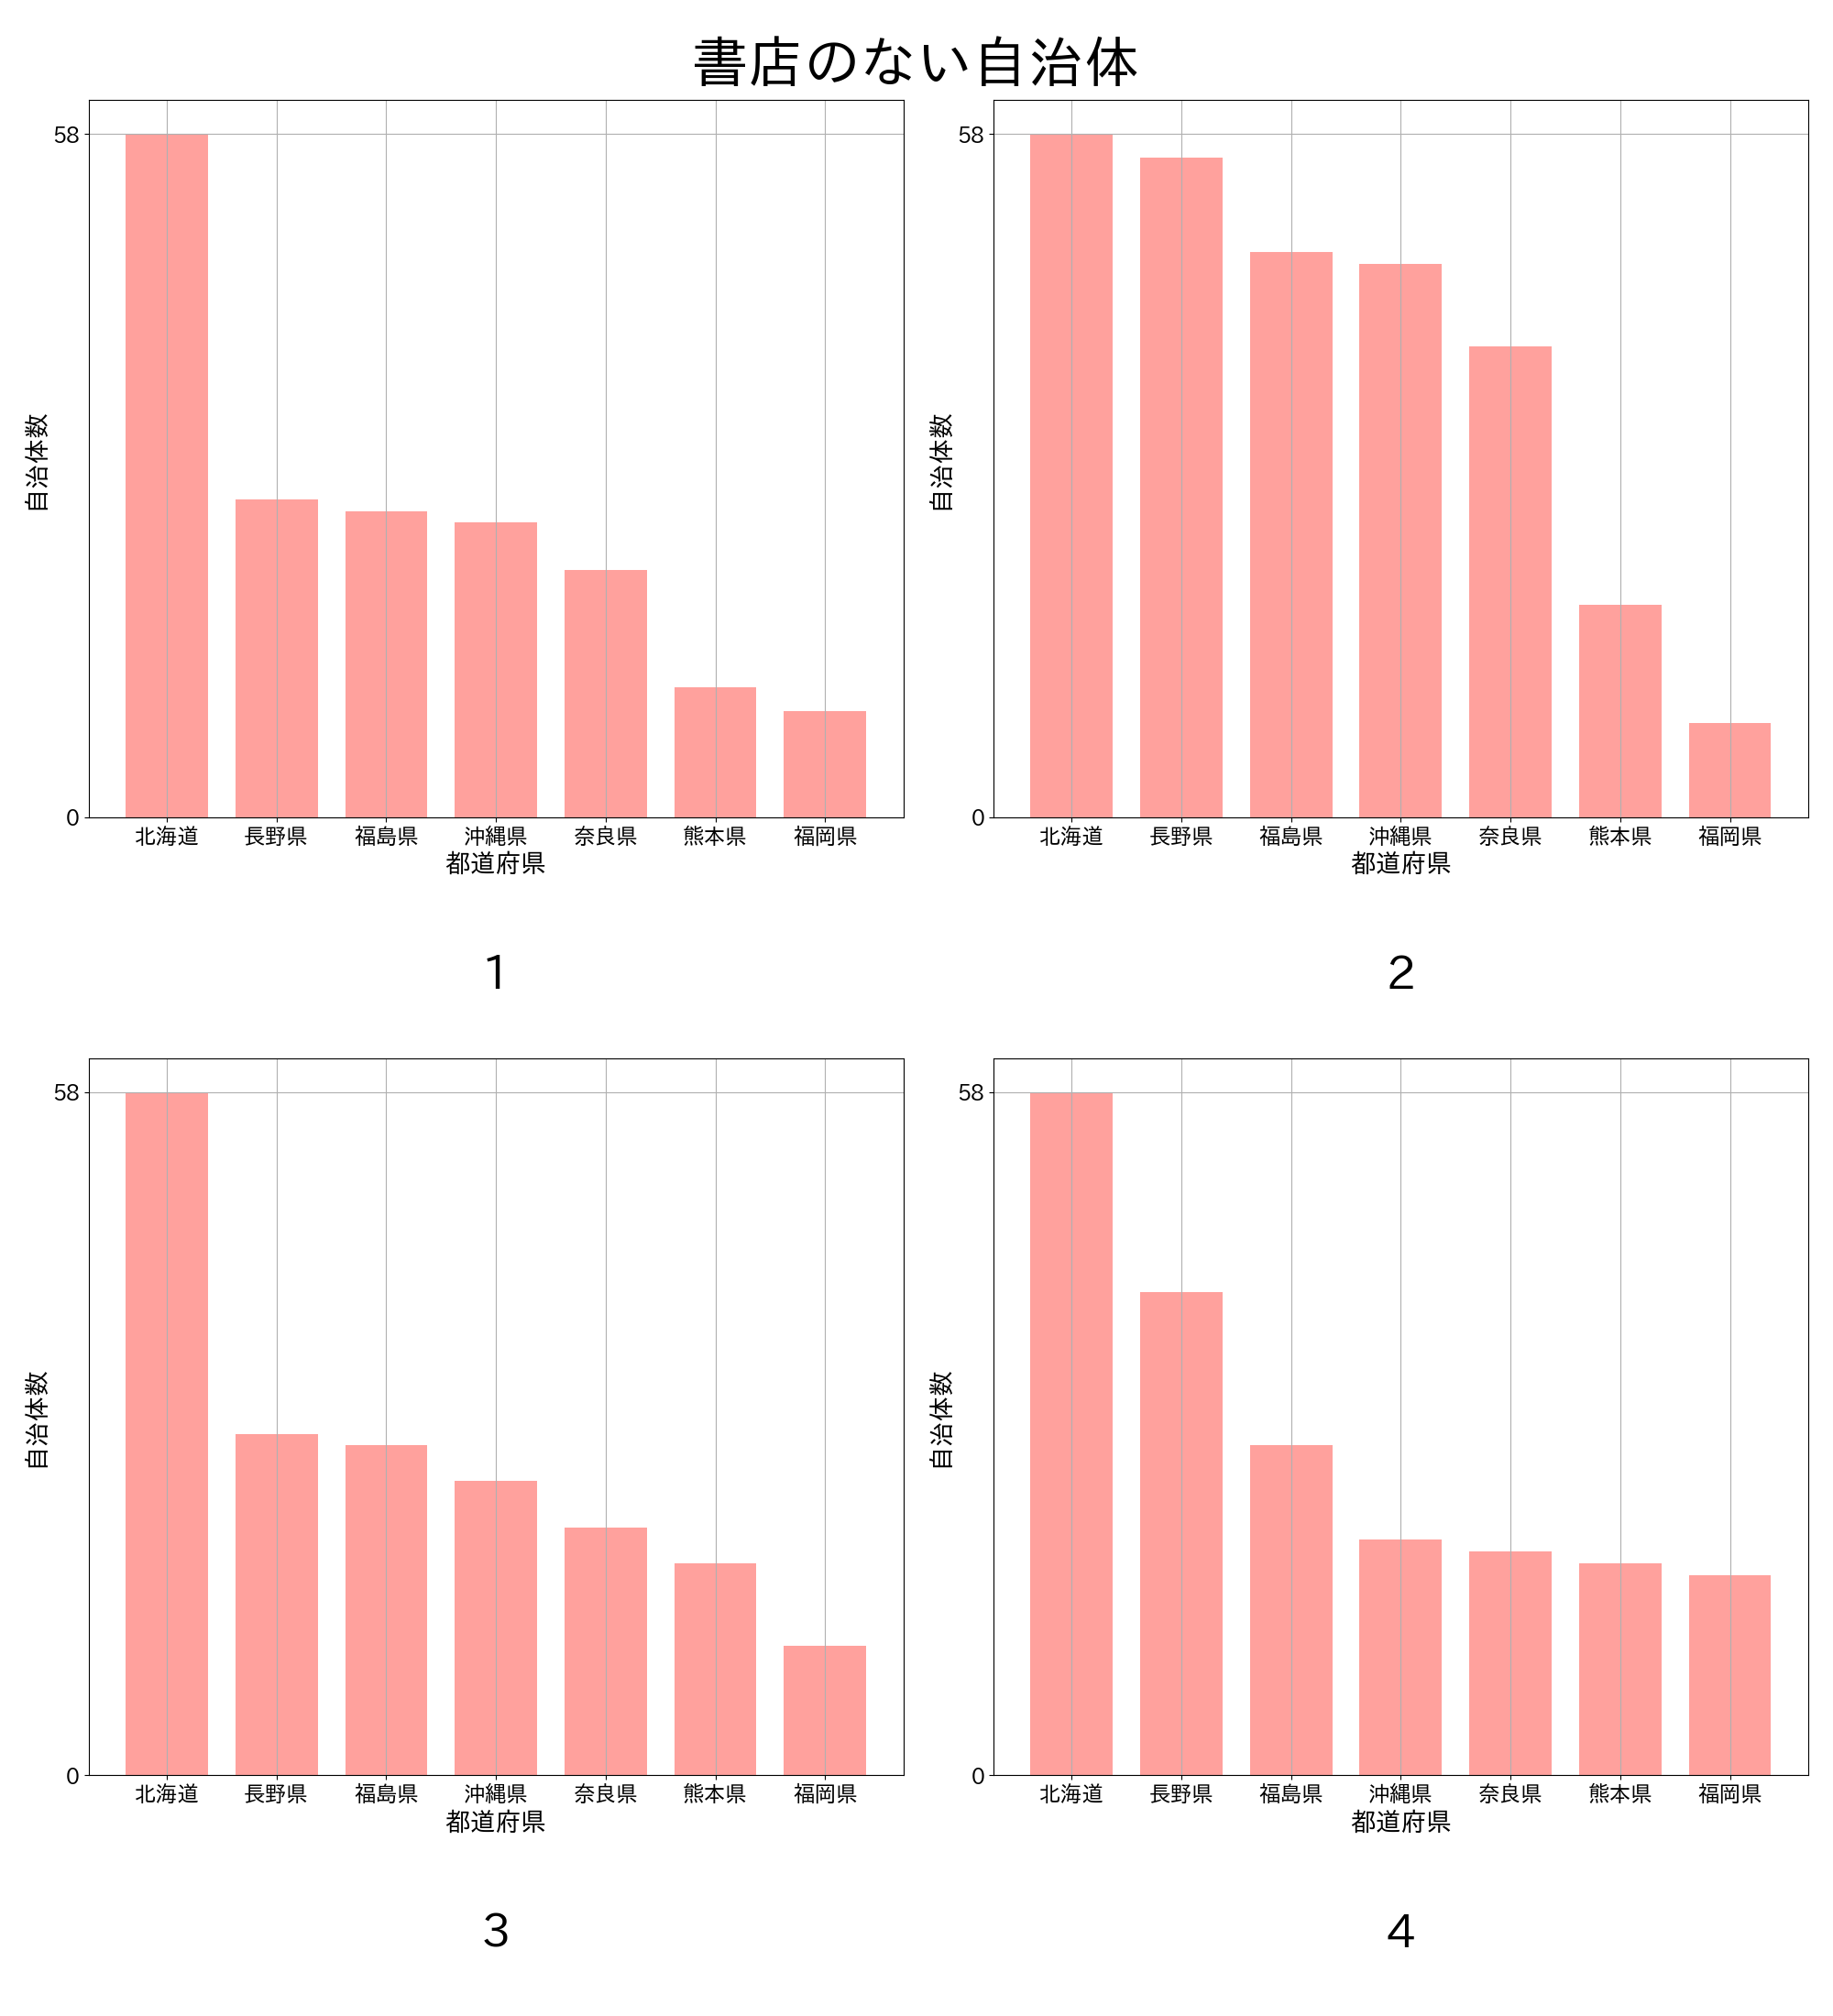 書店のない自治体
58
0
自治体数
北海道 長野県 福島県 沖縄県 奈良県 熊本県 福岡県
都道府県
1
58
0
自治体数
北海道 長野県 福島県 沖縄県 奈良県 熊本県 福岡県
都道府県
2
58
0
自治体数
北海道 長野県 福島県 沖縄県 奈良県 熊本県 福岡県
都道府県
3
58
0
自治体数
北海道 長野県 福島県 沖縄県 奈良県 熊本県 福岡県
都道府県
4